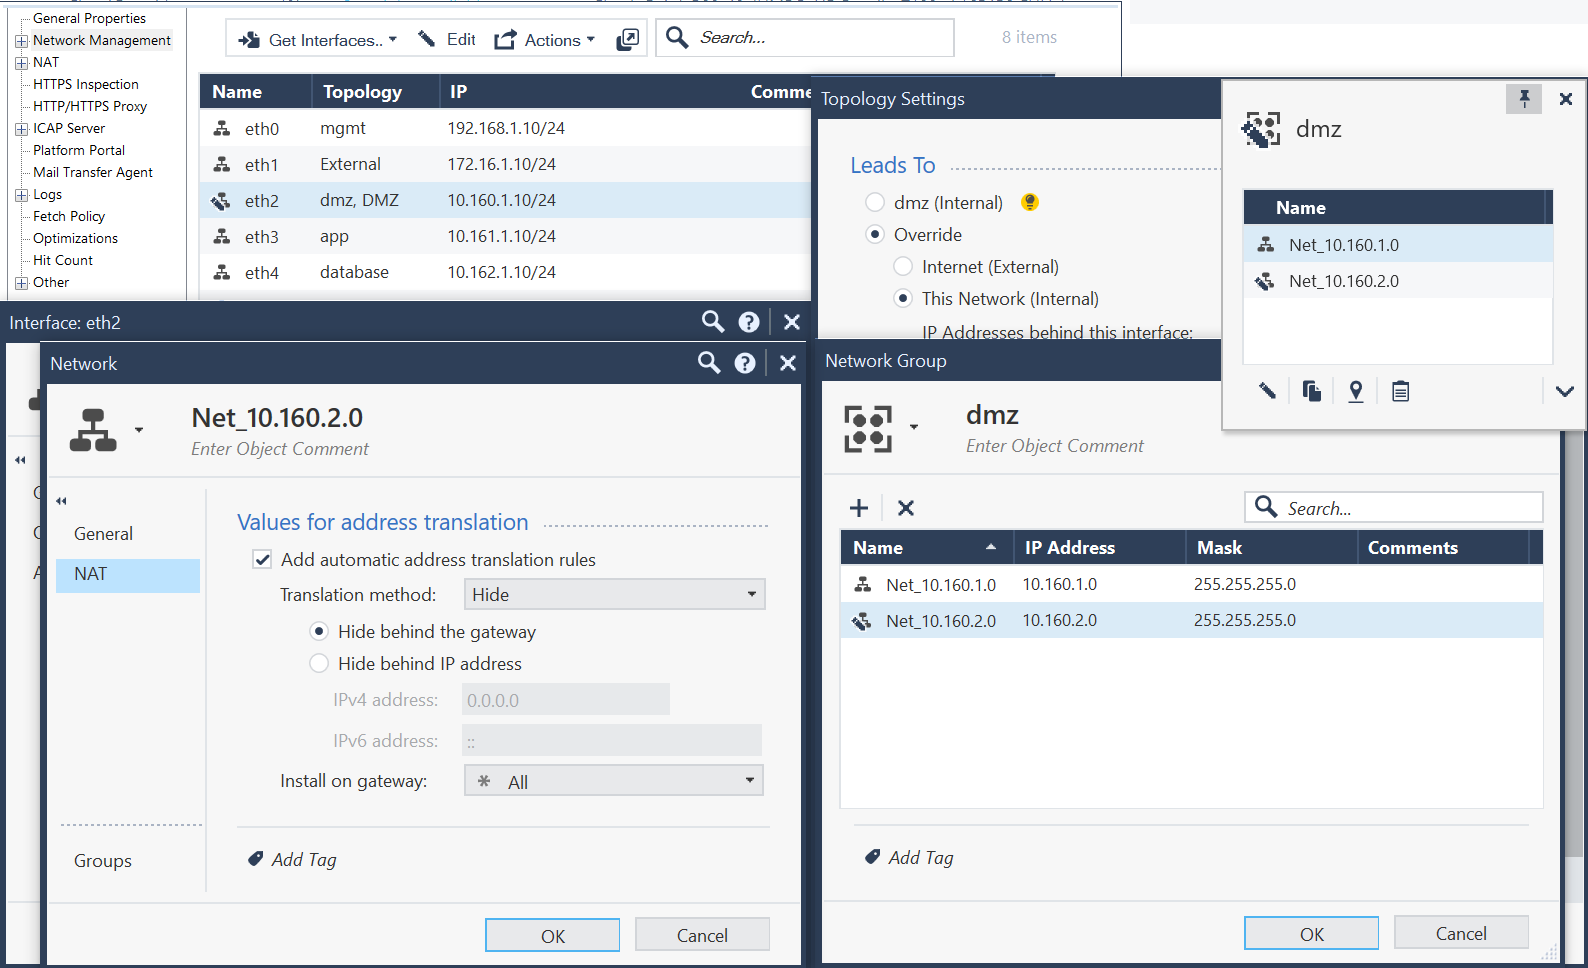 General Properties
Network Management
NAT
HTTPS Inspection
HTTP/HTTPS Proxy
ICAP Server
Platform Portal
Mail Transfer Agent
Logs
Fetch Policy
Optimizations
Hit Count
Other
Get Interfaces.. Edit Actions Search... 8 items
Name Topology IP Comme
eth0 mgmt 192.168.1.10/24
eth1 External 172.16.1.10/24
eth2 dmz, DMZ 10.160.1.10/24
eth3 app 10.161.1.10/24
eth4 database 10.162.1.10/24
Topology Settings
Leads To
dmz (Internal)
Override
Internet (External)
This Network (Internal)
IP Addresses behind this interface:
dmz
Name
Net_10.160.1.0
Net_10.160.2.0
Interface: eth2
Network
Net_10.160.2.0
Enter Object Comment
General
NAT
Groups
Values for address translation
Add automatic address translation rules
Translation method: Hide
Hide behind the gateway
Hide behind IP address
IPv4 address: 0.0.0.0
IPv6 address: ::
Install on gateway: * All
Add Tag
OK Cancel
Network Group
dmz
Enter Object Comment
Search...
Name IP Address Mask Comments
Net_10.160.1.0 10.160.1.0 255.255.255.0
Net_10.160.2.0 10.160.2.0 255.255.255.0
Add Tag
OK Cancel